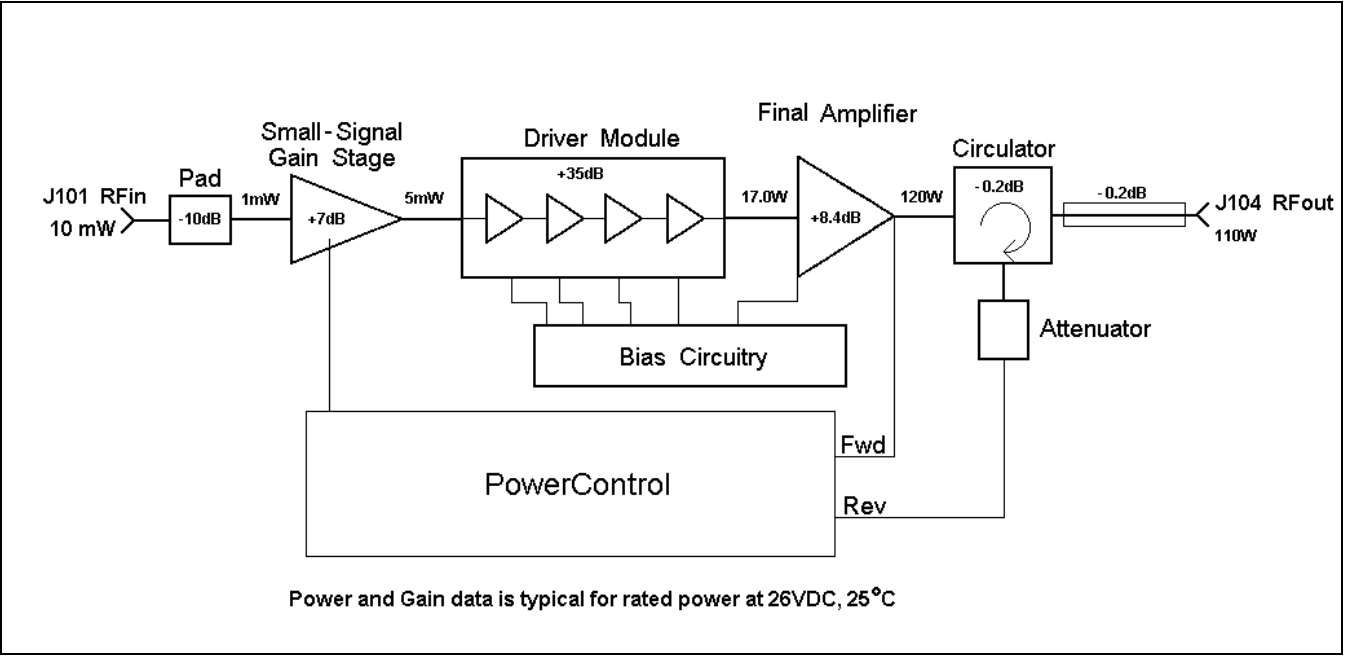 Final Amplifier
Small-Signal
Gain Stage
Driver Module
Circulator
Pad
+35dB
J101 RFin
10 mW
-10dB
1mW
+7dB
5mW
17.0W
+8.4dB
120W
-0.2dB
-0.2dB
J104 RFout
110W
Attenuator
Bias Circuitry
Fwd
PowerControl
Rev
Power and Gain data is typical for rated power at 26VDC, 25°C